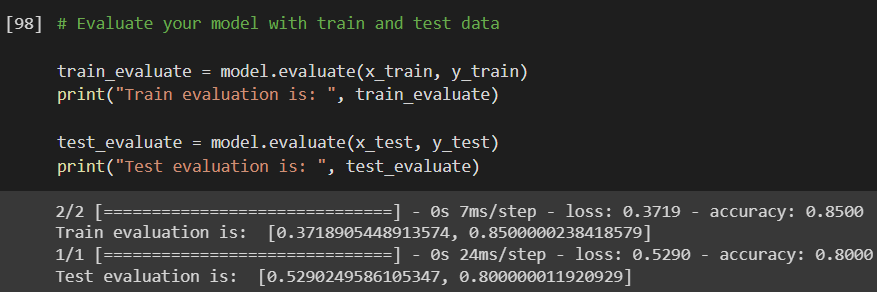 [98] # Evaluate your model with train and test data
train_evaluate = model.evaluate(x_train, y_train)
print("Train evaluation is: ", train_evaluate)
test_evaluate = model.evaluate(x_test, y_test)
print("Test evaluation is: ", test_evaluate)
2/2 [==============================] - 0s 7ms/step - loss: 0.3719 - accuracy: 0.8500
Train evaluation is:  [0.3718905448913574, 0.8500000238418579]
1/1 [==============================] - 0s 24ms/step - loss: 0.5290 - accuracy: 0.8000
Test evaluation is:  [0.5290249586105347, 0.800000011920929]